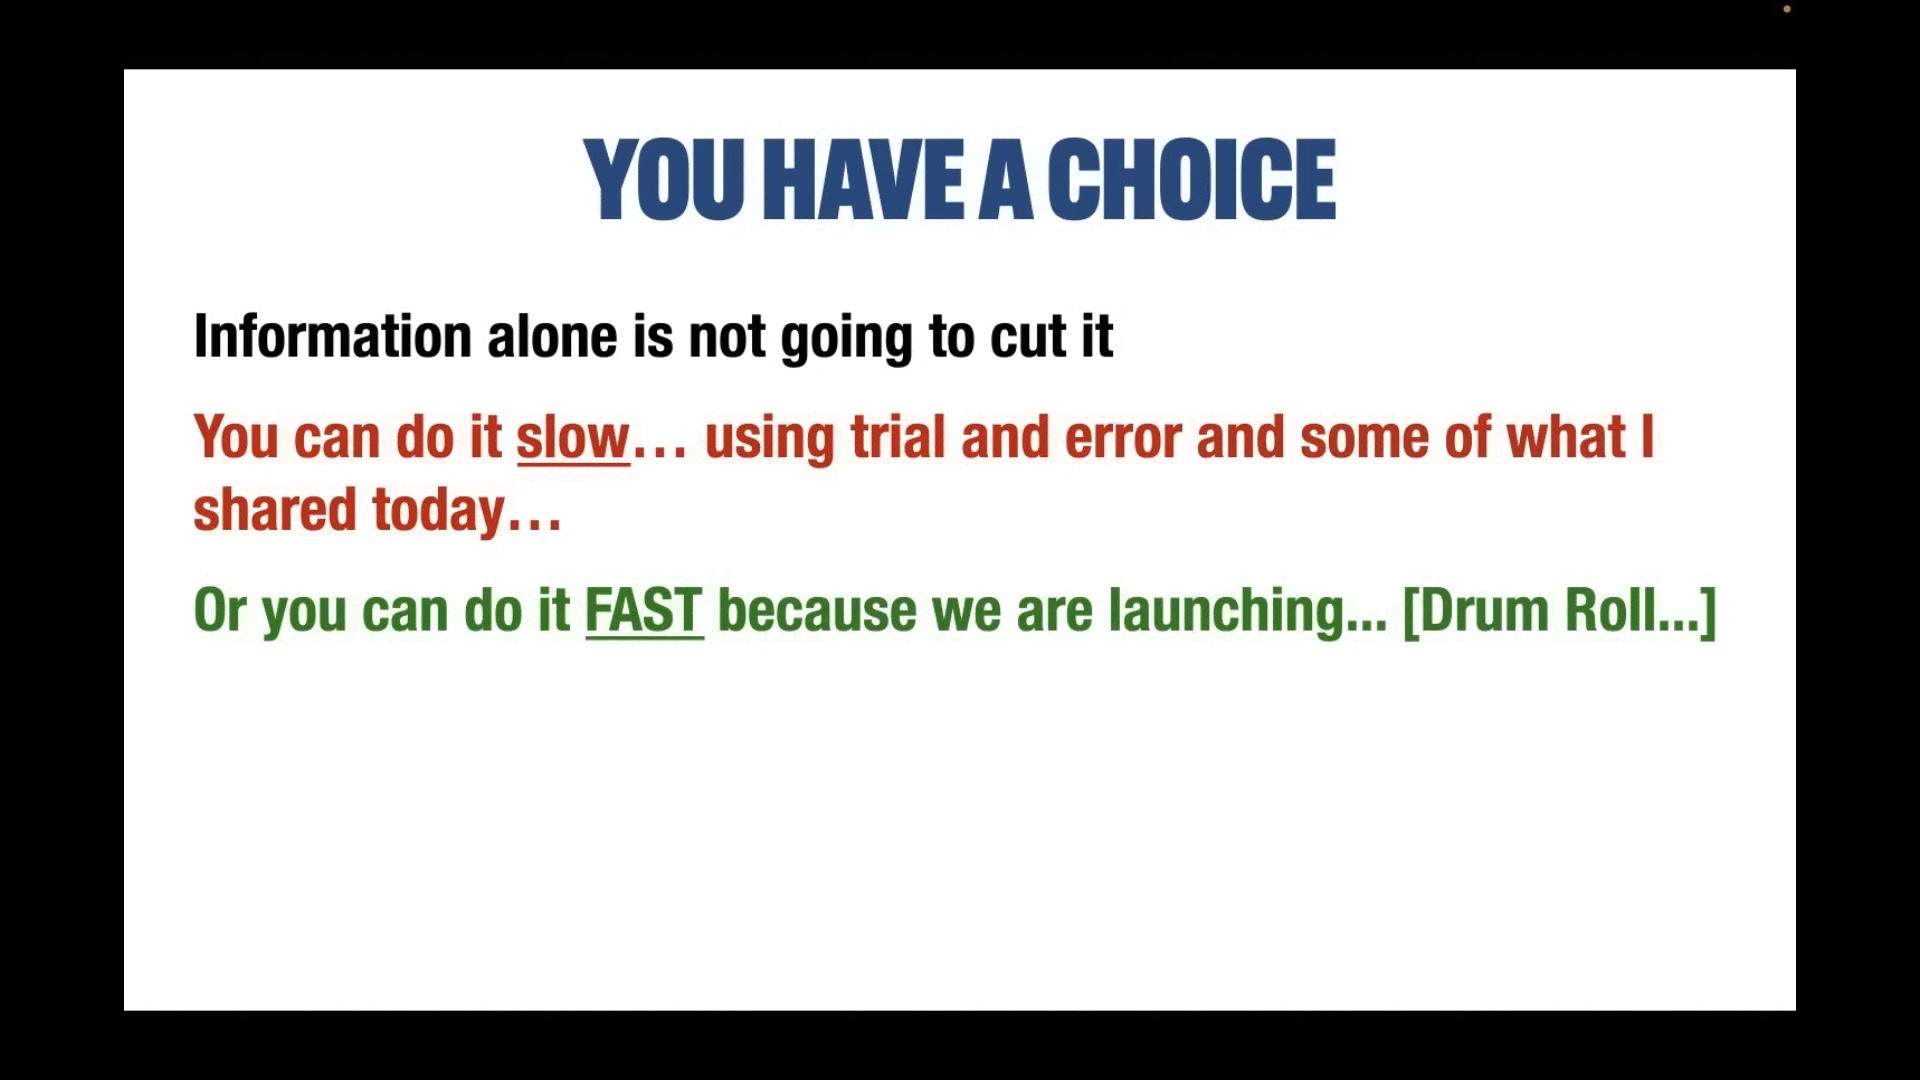 YOU HAVE A CHOICE
Information alone is not going to cut it
You can do it slow… using trial and error and some of what I
shared today…
Or you can do it FAST because we are launching... [Drum Roll...]